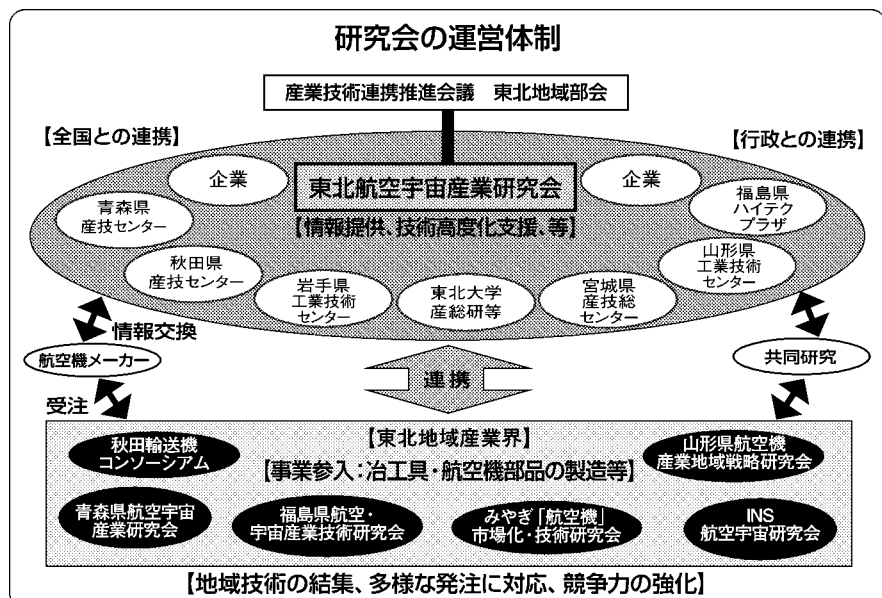 研究会の運営体制
産業技術連携推進会議 東北地域部会
【全国との連携】
【行政との連携】
企業
東北航空宇宙産業研究会
企業
青森県
産技センター
福島県
ハイテク
プラザ
【情報提供、技術高度化支援、等】
秋田県
産技センター
岩手県
工業技術
センター
東北大学
産総研等
宮城県
産技総
センター
山形県
工業技術
センター
情報交換
航空機メーカー
連携
共同研究
受注
秋田輸送機
コンソーシアム
【東北地域産業界】
山形県航空機
産業地域戦略研究会
【事業参入：冶工具・航空機部品の製造等】
青森県航空宇宙
産業研究会
福島県航空・
宇宙産業技術研究会
みやぎ「航空機」
市場化・技術研究会
INS
航空宇宙研究会
【地域技術の結集、多様な発注に対応、競争力の強化】